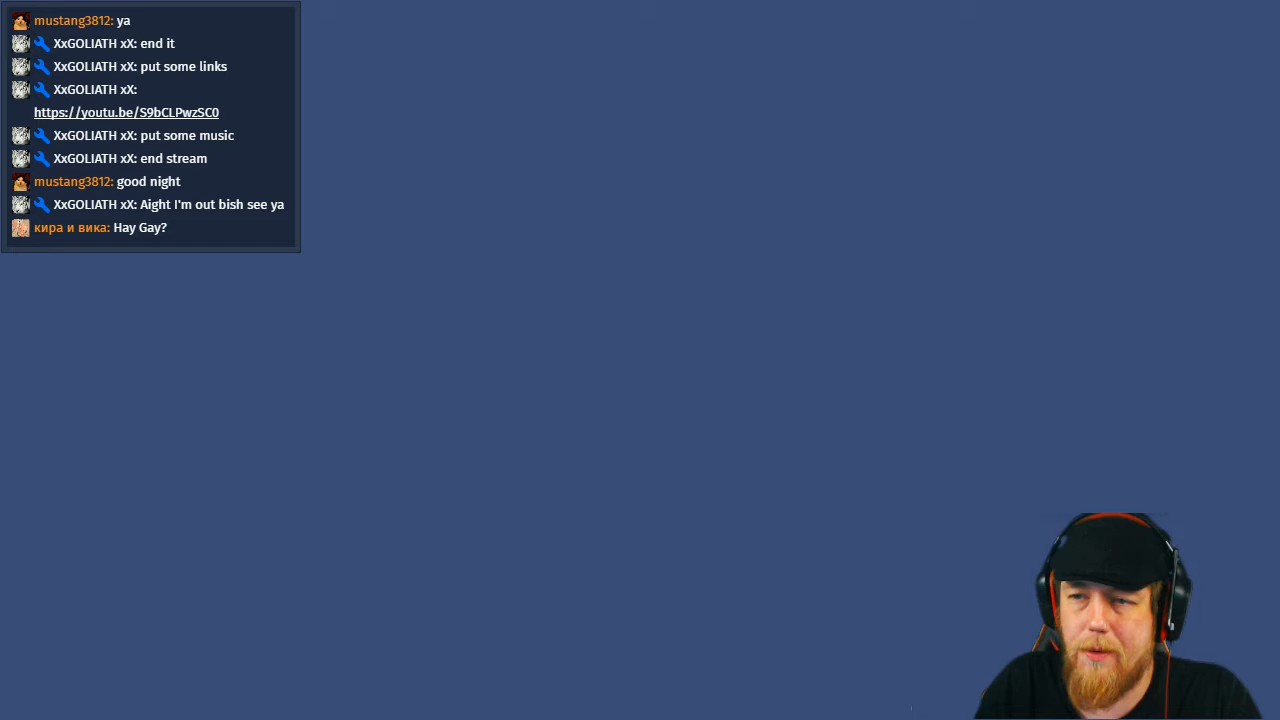 mustang3812: ya
XxGOLIATH xX: end it
XxGOLIATH xX: put some links
XxGOLIATH xX:
https://youtu.be/S9bCLPwzSC0
XxGOLIATH xX: put some music
XxGOLIATH xX: end stream
mustang3812: good night
XxGOLIATH xX: Aight I'm out bish see ya
кира и вика: Hay Gay?